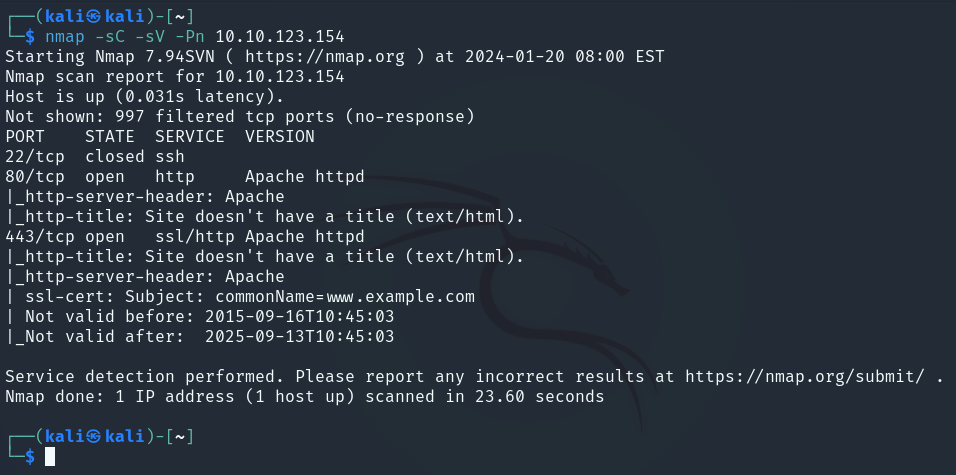 ┌──(kali㉿kali)-[~]
└─$ nmap -sC -sV -Pn 10.10.123.154
Starting Nmap 7.94SVN ( https://nmap.org ) at 2024-01-20 08:00 EST
Nmap scan report for 10.10.123.154
Host is up (0.031s latency).
Not shown: 997 filtered tcp ports (no-response)
PORT    STATE  SERVICE  VERSION
22/tcp  closed ssh
80/tcp  open   http     Apache httpd
|_http-server-header: Apache
|_http-title: Site doesn't have a title (text/html).
443/tcp open   ssl/http Apache httpd
|_http-title: Site doesn't have a title (text/html).
|_http-server-header: Apache
| ssl-cert: Subject: commonName=www.example.com
| Not valid before: 2015-09-16T10:45:03
|_Not valid after:  2025-09-13T10:45:03

Service detection performed. Please report any incorrect results at https://nmap.org/submit/ .
Nmap done: 1 IP address (1 host up) scanned in 23.60 seconds

┌──(kali㉿kali)-[~]
└─$